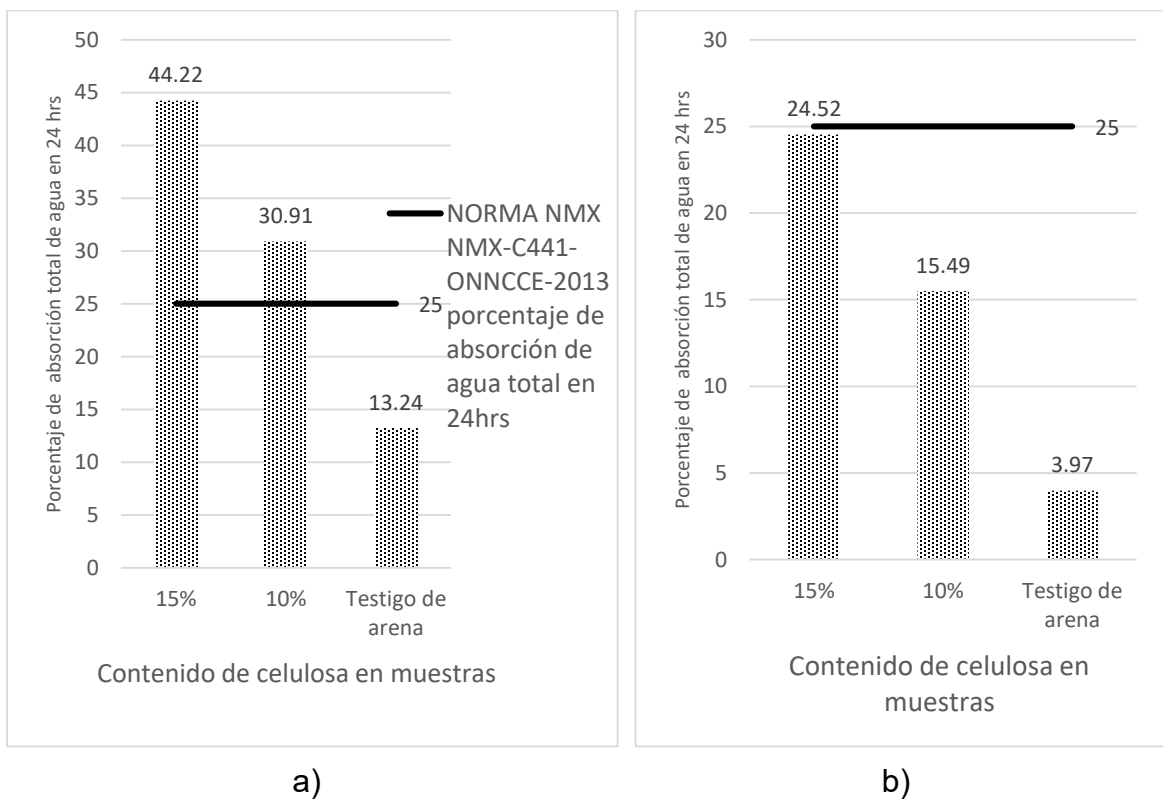 Porcentaje de absorción total de agua en 24 hrs
50
45
40
35
30
25
20
15
10
5
0
44.22
30.91
13.24
25
NORMA NMX
NMX-C441-
ONNCCE-2013
porcentaje de
absorción de
agua total en
24hrs
15%
10%
Testigo de
arena
Contenido de celulosa en muestras
a)
Porcentaje de absorción total de agua en 24 hrs
30
25
20
15
10
5
0
24.52
15.49
3.97
25
15%
10%
Testigo de
arena
Contenido de celulosa en
muestras
b)